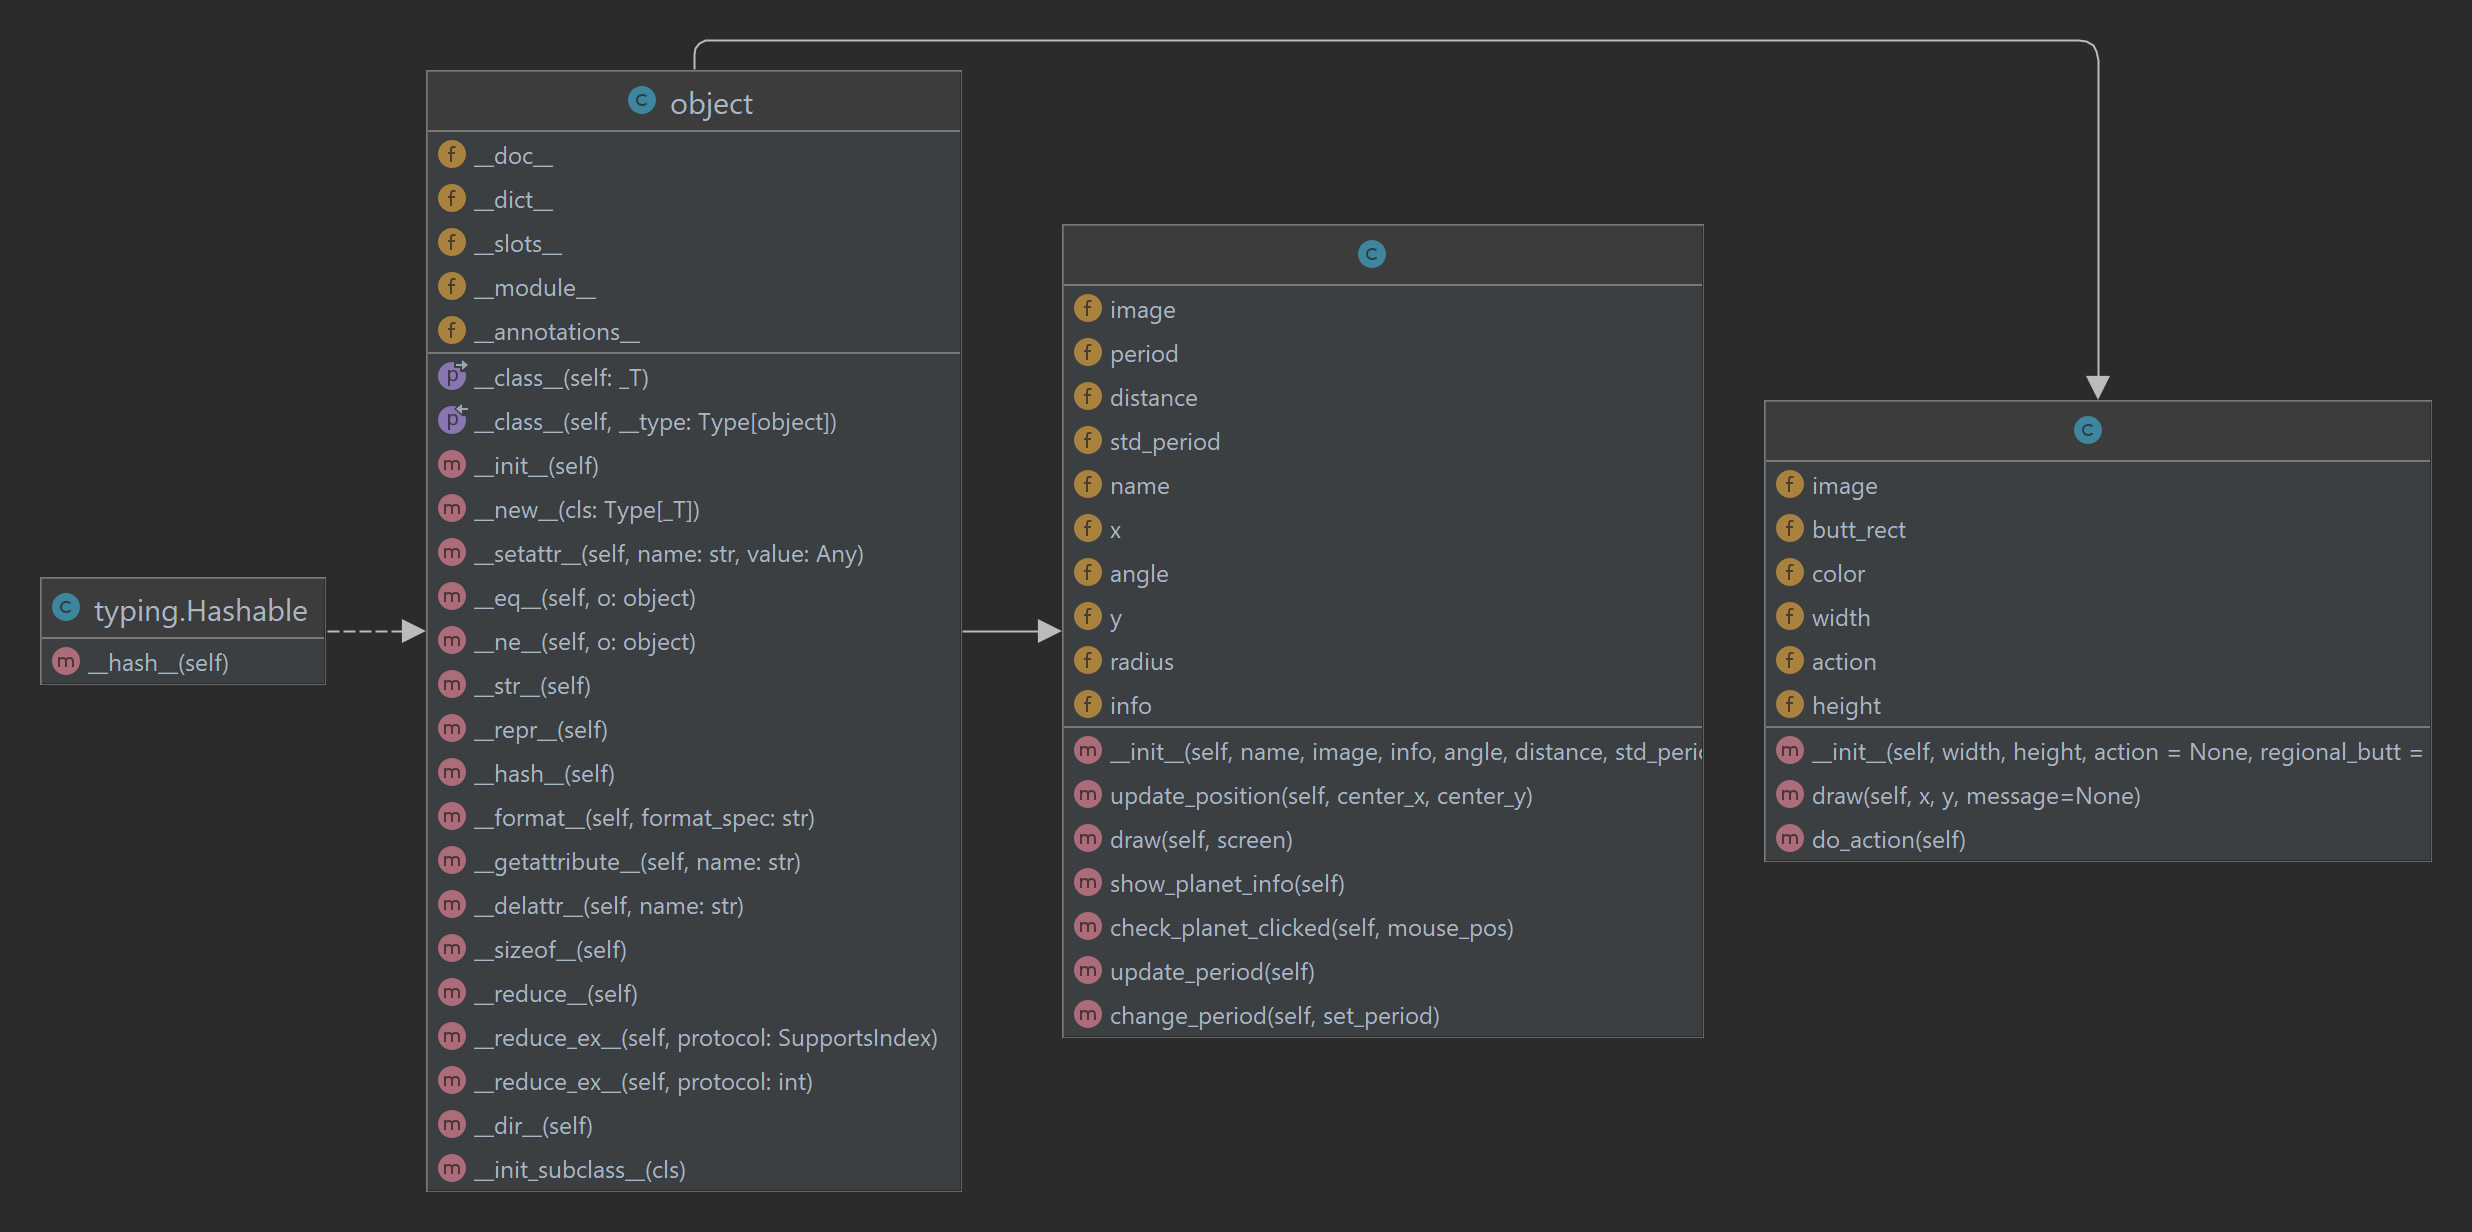 typing.Hashable
__hash__(self)
object
__doc__
__dict__
__slots__
__module__
__annotations__
__class__(self: _T)
__class__(self, __type: Type[object])
__init__(self)
__new__(cls: Type[_T])
__setattr__(self, name: str, value: Any)
__eq__(self, o: object)
__ne__(self, o: object)
__str__(self)
__repr__(self)
__hash__(self)
__format__(self, format_spec: str)
__getattribute__(self, name: str)
__delattr__(self, name: str)
__sizeof__(self)
__reduce__(self)
__reduce_ex__(self, protocol: SupportsIndex)
__reduce_ex__(self, protocol: int)
__dir__(self)
__init_subclass__(cls)
image
period
distance
std_period
name
x
angle
y
radius
info
__init__(self, name, image, info, angle, distance, std_peri
update_position(self, center_x, center_y)
draw(self, screen)
show_planet_info(self)
check_planet_clicked(self, mouse_pos)
update_period(self)
change_period(self, set_period)
image
butt_rect
color
width
action
height
__init__(self, width, height, action = None, regional_butt =
draw(self, x, y, message=None)
do_action(self)